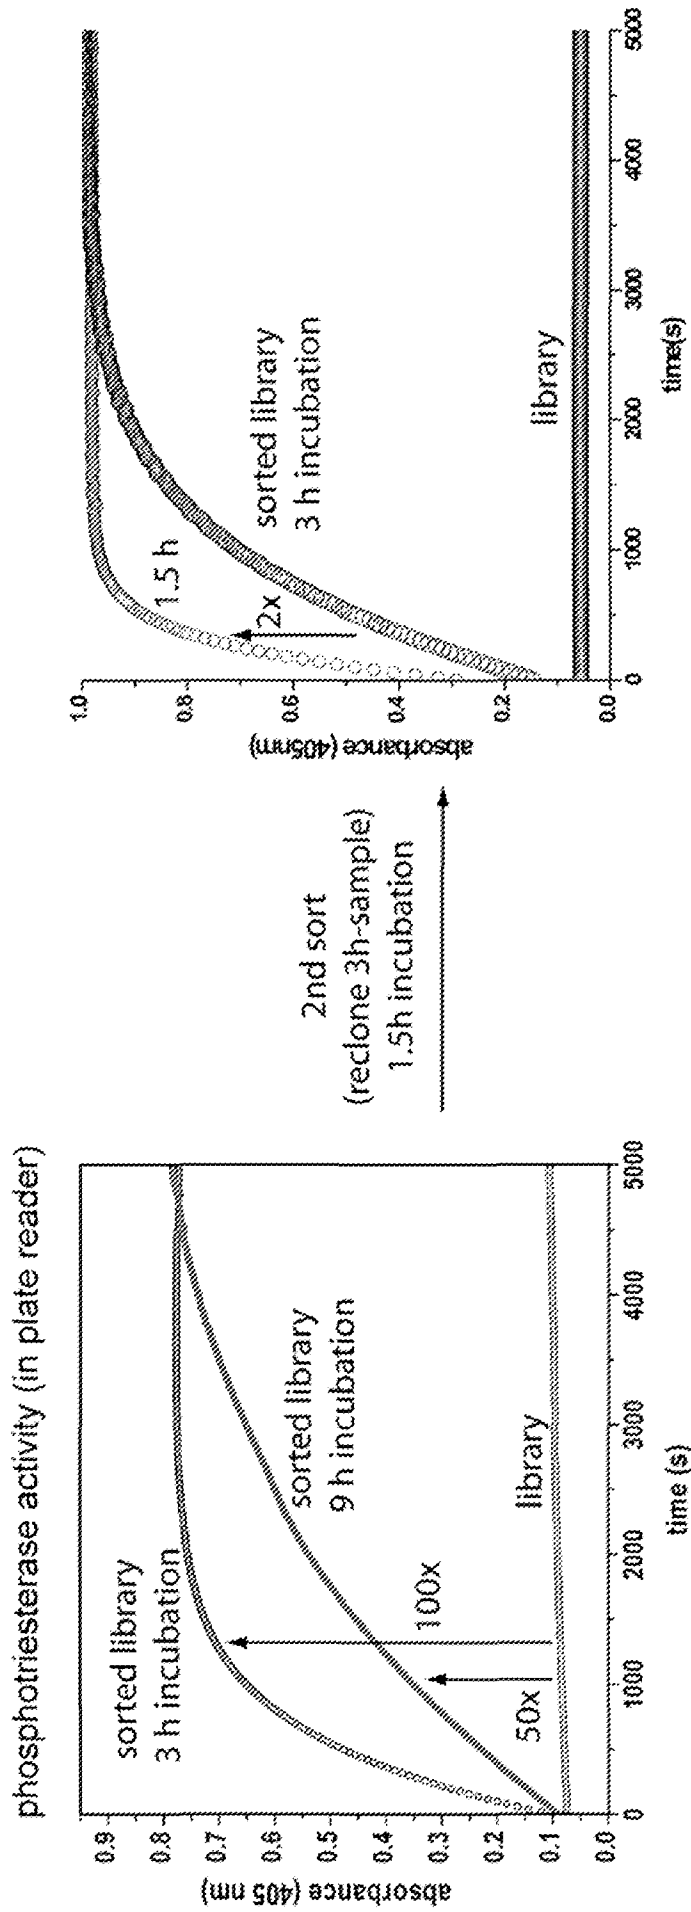 phosphotriesterase activity (in plate reader)
absorbance (405 nm)
0.9
0.8
0.7
0.6
0.5
0.4
0.3
0.2
0.1
0.0
sorted library
3 h incubation
sorted library
9 h incubation
100x
50x
library
0
1000
2000
3000
4000
5000
time (s)
2nd sort
(reclone 3h-sample)
1.5h incubation
absorbance (405nm)
1.0
0.8
0.6
0.4
0.2
0.0
1.5 h
2x
sorted library
3 h incubation
library
0
1000
2000
3000
4000
5000
time(s)